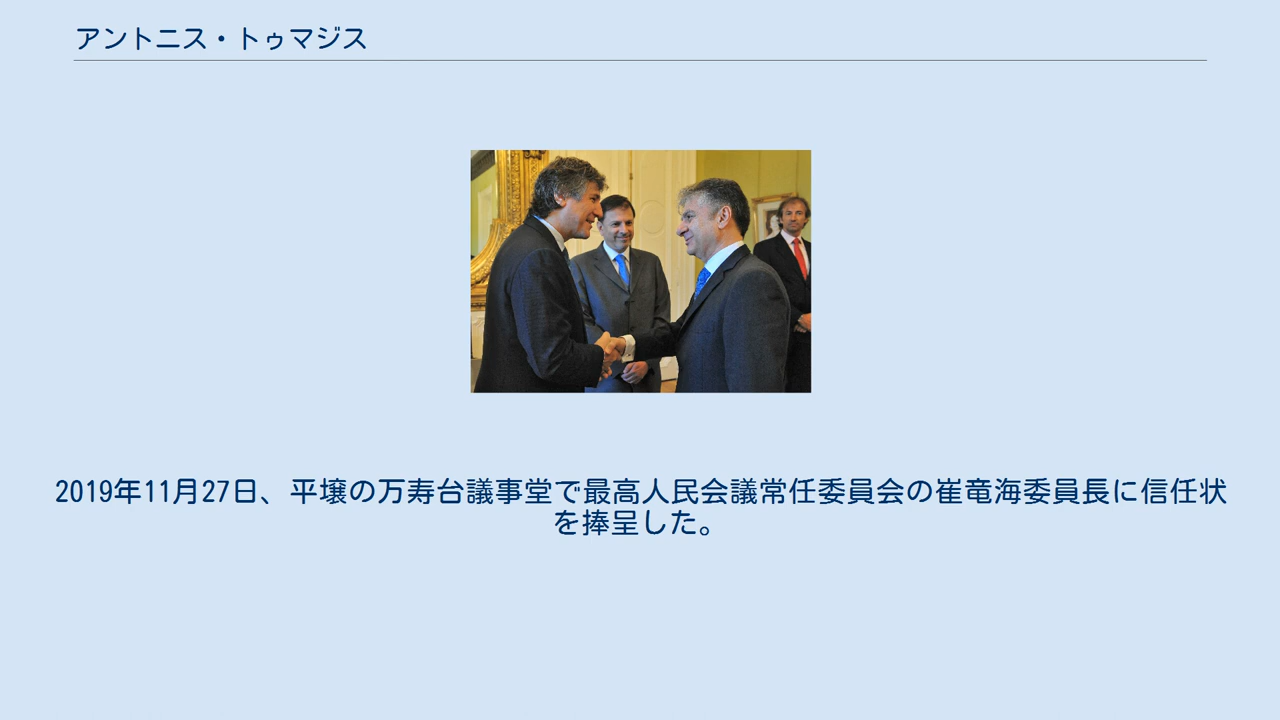 アントニス・トゥマジス
2019年11月27日、平壌の万寿台議事堂で最高人民会議常任委員会の崔竜海委員長に信任状
を捧呈した。